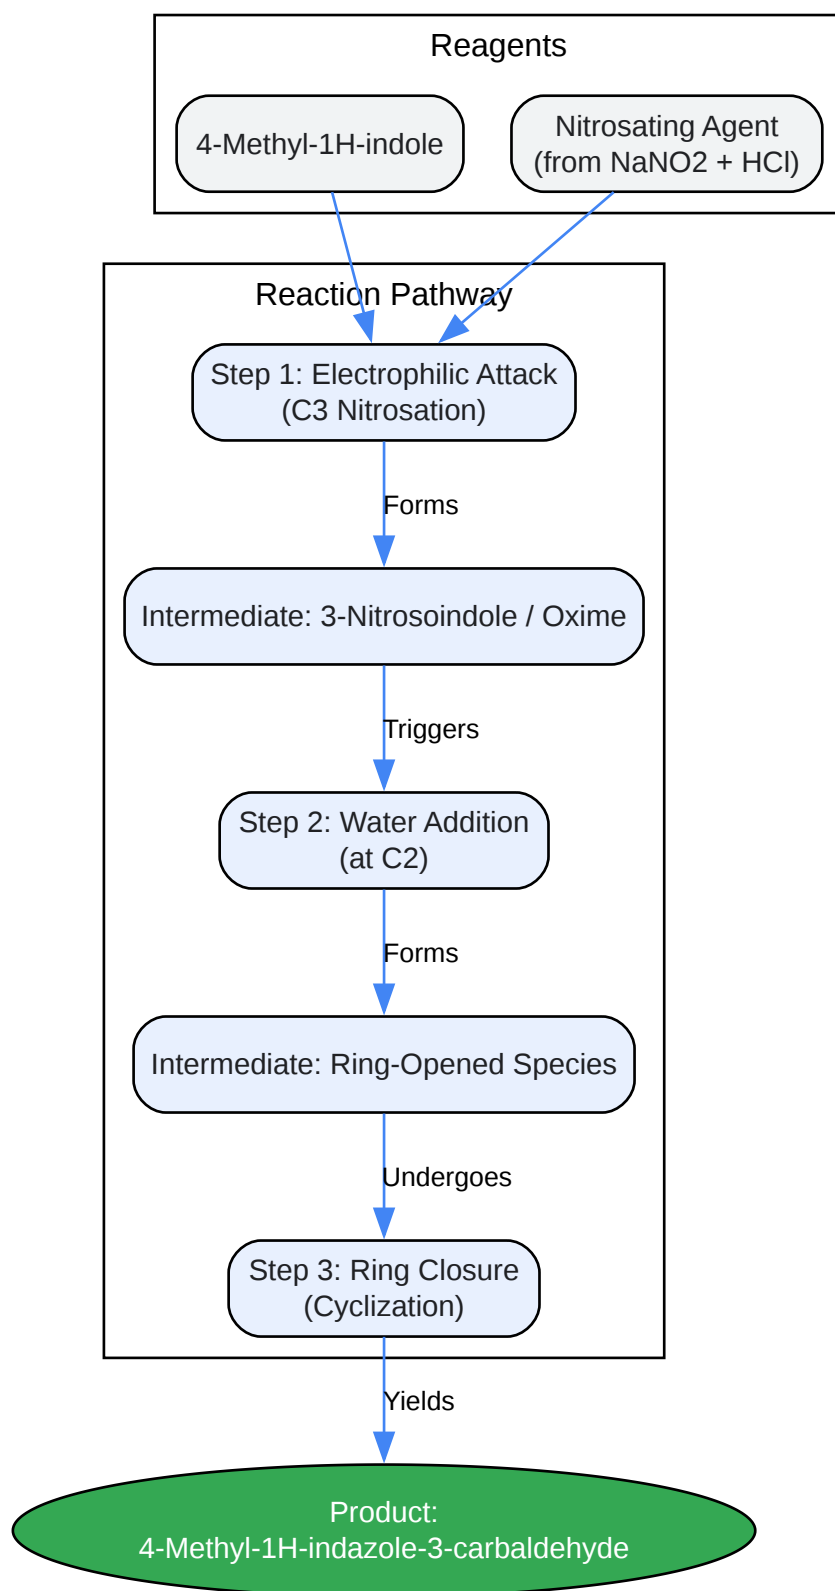 Reagents
4-Methyl-1H-indole
Nitrosating Agent
(from NaNO2 + HCl)
Reaction Pathway
Step 1: Electrophilic Attack
(C3 Nitrosation)
Forms
Intermediate: 3-Nitrosoindole / Oxime
Triggers
Step 2: Water Addition
(at C2)
Forms
Intermediate: Ring-Opened Species
Undergoes
Step 3: Ring Closure
(Cyclization)
Yields
Product:
4-Methyl-1H-indazole-3-carbaldehyde